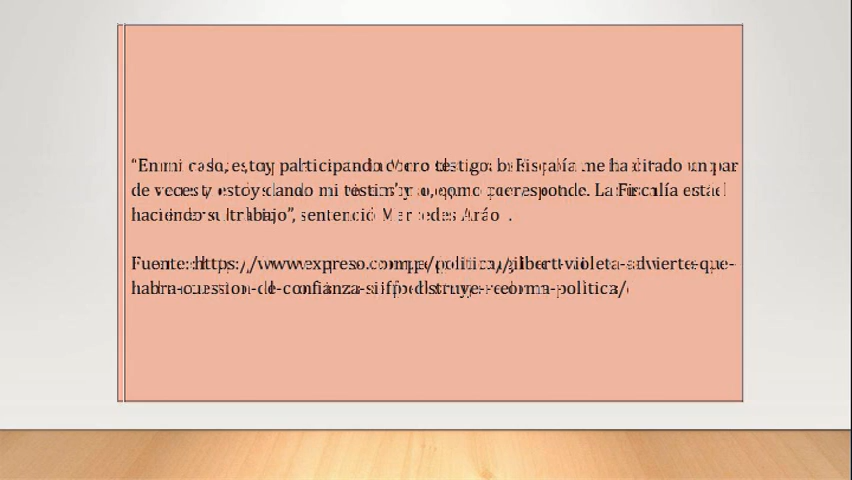 “En mi caso, estoy participando como testigo. La Fiscalía me ha citado un par
de veces y estoy dando mi testimonio, como corresponde. La Fiscalía está
haciendo su trabajo”, sentenció Mercedes Aráoz.
Fuente: https://www.expreso.com.pe/politica/gilbert-violeta-advierte-que-
habra-cuestion-de-confianza-si-fp-destruye-reforma-politica/